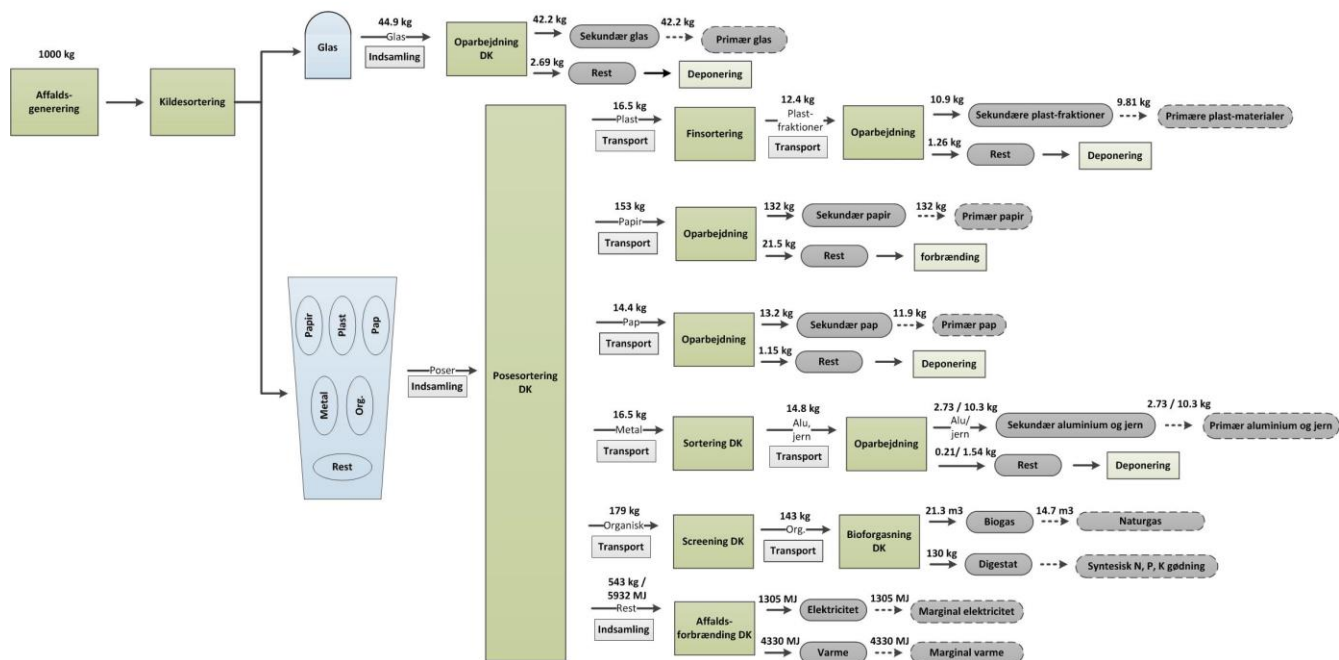 1000 kg
Affalds-
generering
Kildesortering
Glas
44.9 kg
Glas
Indsamling
Oparbejdning
DK
42.2 kg
Sekundær glas
42.2 kg
Primær glas
2.69 kg
Rest
Deponering
Papir
Plast
Pap
Metal
Org.
Rest
Poser
Indsamling
Posesortering
DK
16.5 kg
Plast
Transport
Finsortering
12.4 kg
Plast-
fraktioner
Transport
Oparbejdning
10.9 kg
Sekundære plast-fraktioner
9.81 kg
Primære plast-materialer
1.26 kg
Rest
Deponering
153 kg
Papir
Transport
Oparbejdning
132 kg
Sekundær papir
132 kg
Primær papir
21.5 kg
Rest
forbrænding
14.4 kg
Pap
Transport
Oparbejdning
13.2 kg
Sekundær pap
11.9 kg
Primær pap
1.15 kg
Rest
Deponering
16.5 kg
Metal
Transport
Sortering DK
14.8 kg
Alu,
jern
Transport
Oparbejdning
2.73 / 10.3 kg
Alu/
jern
Sekundær aluminium og jern
2.73 / 10.3 kg
Primær aluminium og jern
0.21/ 1.54 kg
Rest
Deponering
179 kg
Organisk
Transport
Screening DK
143 kg
Org.
Transport
Bioforgasning
DK
21.3 m3
Biogas
14.7 m3
Naturgas
130 kg
Digestat
Syntesisk N, P, K gødning
543 kg /
5932 MJ
Rest
Indsamling
Affalds-
forbrænding DK
1305 MJ
Elektricitet
1305 MJ
Marginal elektricitet
4330 MJ
Varme
4330 MJ
Marginal varme